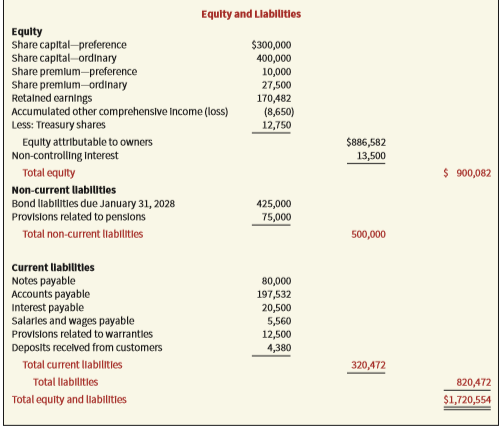 Equity and Liabilities
Equity
Share capital—preference $300,000
Share capital—ordinary 400,000
Share premium—preference 10,000
Share premium—ordinary 27,500
Retained earnings 170,482
Accumulated other comprehensive income (loss) (8,650)
Less: Treasury shares 12,750
Equity attributable to owners $886,582
Non-controlling interest 13,500
Total equity $ 900,082
Non-current liabilities
Bond liabilities due January 31, 2028 425,000
Provisions related to pensions 75,000
Total non-current liabilities 500,000
Current liabilities
Notes payable 80,000
Accounts payable 197,532
Interest payable 20,500
Salaries and wages payable 5,560
Provisions related to warranties 12,500
Deposits received from customers 4,380
Total current liabilities 320,472
Total liabilities 820,472
Total equity and liabilities $1,720,554